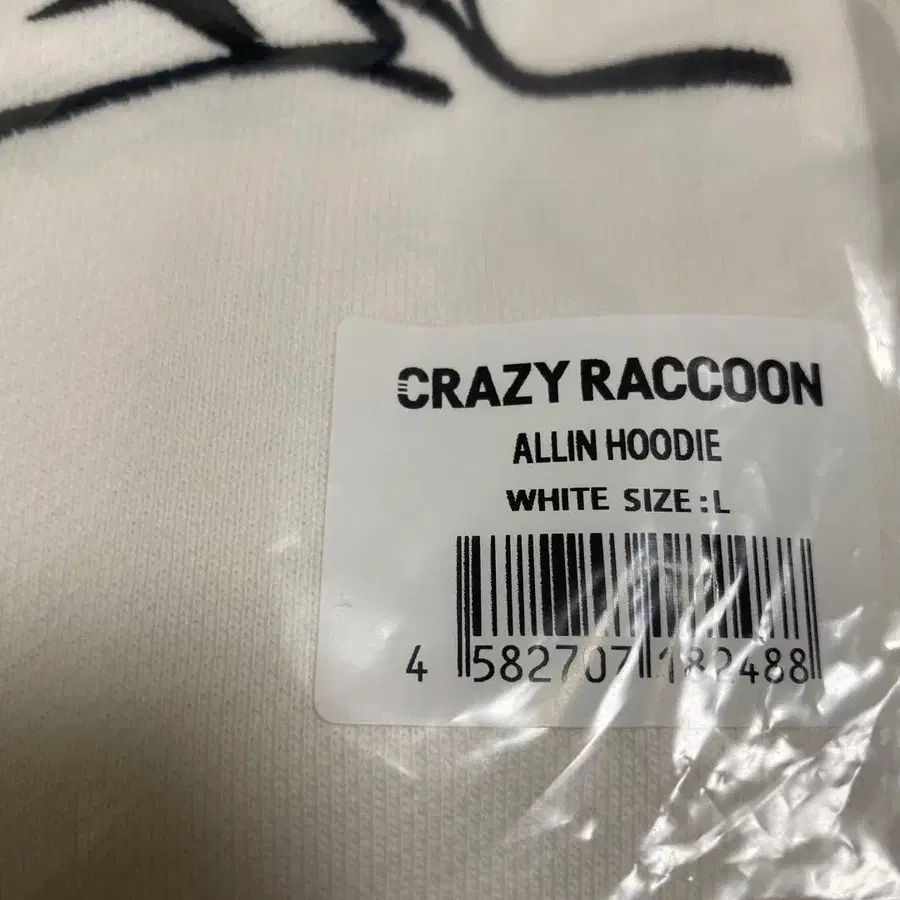 CRAZY RACCOON
ALLIN HOODIE
WHITE SIZE : L
4 582707 182488